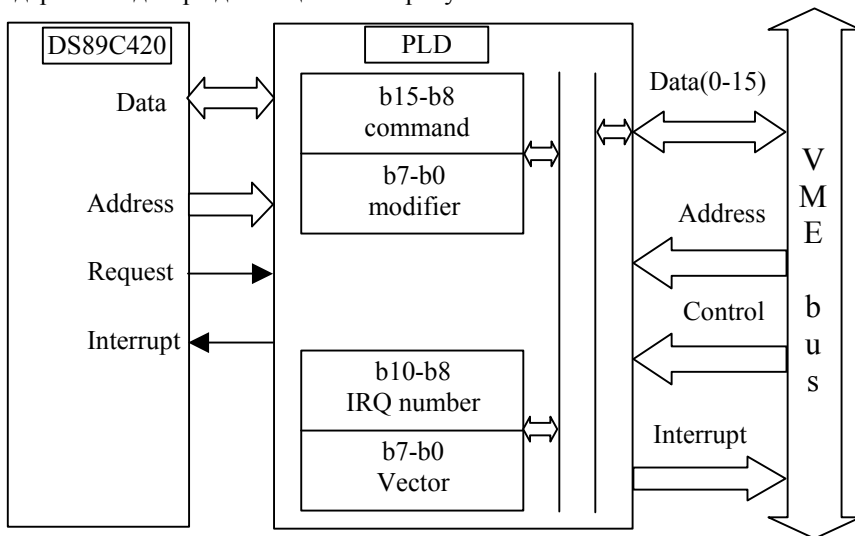 DS89C420
Data
Address
Request
Interrupt
PLD
b15-b8
command
b7-b0
modifier
b10-b8
IRQ number
b7-b0
Vector
Data(0-15)
Address
Control
Interrupt
V
M
E
b
u
s